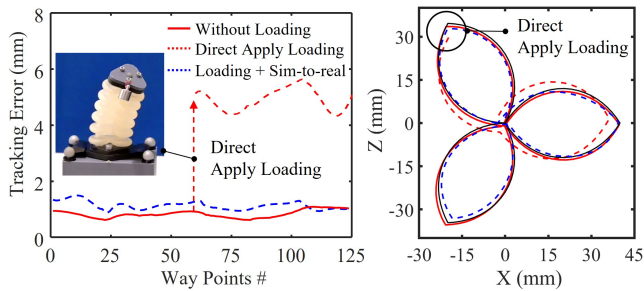 Tracking Error (mm)
8
6
4
2
0
Without Loading
Direct Apply Loading
Loading + Sim-to-real
Direct
Apply Loading
0
25
50
75
100
125
Way Points #
Z (mm)
30
15
0
-15
-30
Direct
Apply Loading
-30
-15
0
15
30
45
X (mm)